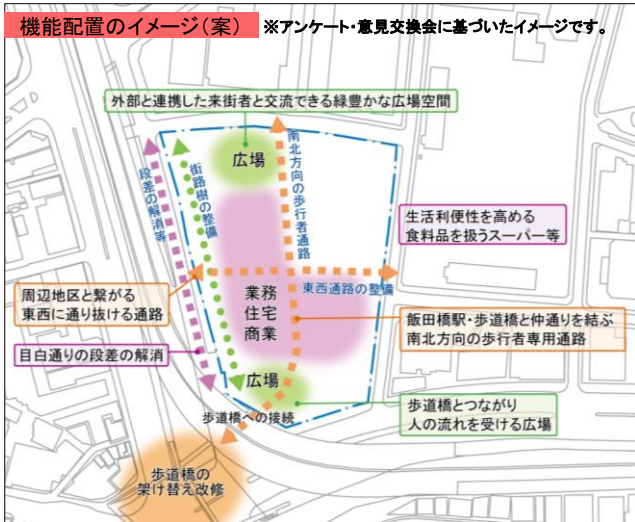 機能配置のイメージ(案)
※アンケート・意見交換会に基づいたイメージです。
外部と連携した来街者と交流できる緑豊かな広場空間
広場
段差の解消等
街路樹の整備
南北方向の歩行者通路
生活利便性を高める
食料品を扱うスーパー等
周辺地区と繋がる
東西に通り抜ける通路
業務
住宅
商業
東西通路の整備
飯田橋駅・歩道橋と仲通りを結ぶ
南北方向の歩行者専用通路
目白通りの段差の解消
広場
歩道橋への接続
歩道橋とつながり
人の流れを受ける広場
歩道橋の
架け替え改修